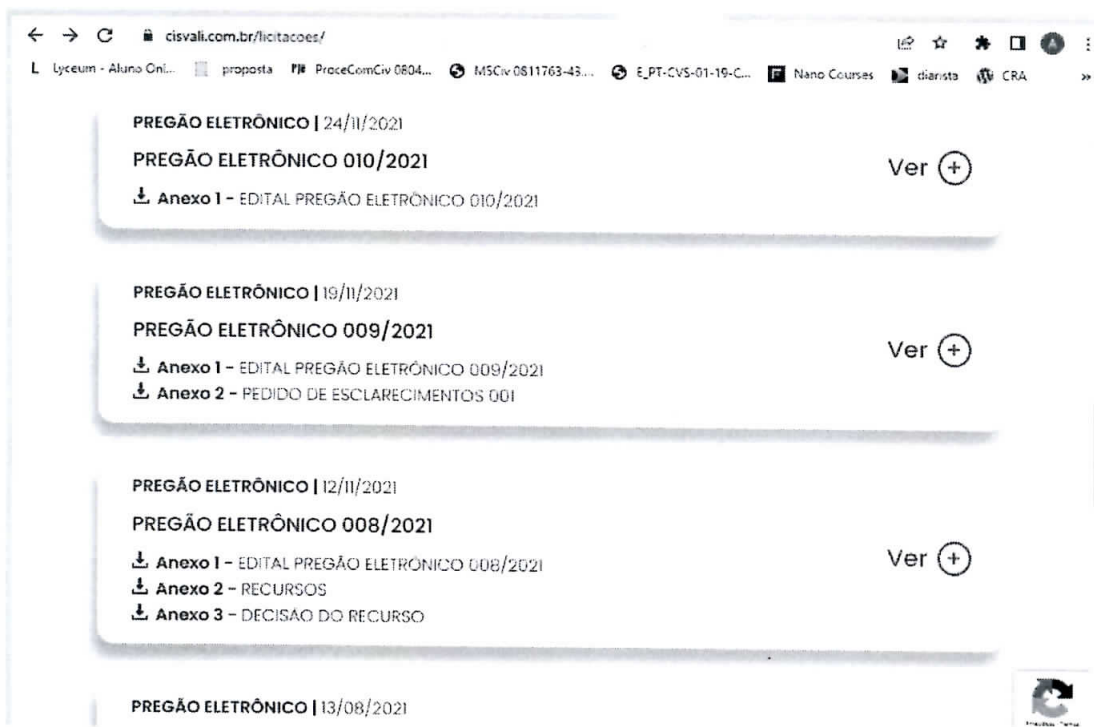 cisvali.com.br/licitacoes/
L Lyceum - Aluno Onl... proposta PJe ProceComCiv 0804... MSCiv 0811763-43.... E_PT-CVS-01-19-C... Nano Courses diarista CRA »
PREGÃO ELETRÔNICO | 24/11/2021
PREGÃO ELETRÔNICO 010/2021
Ver
Anexo 1 - EDITAL PREGÃO ELETRÔNICO 010/2021
PREGÃO ELETRÔNICO | 19/11/2021
PREGÃO ELETRÔNICO 009/2021
Ver
Anexo 1 - EDITAL PREGÃO ELETRÔNICO 009/2021
Anexo 2 - PEDIDO DE ESCLARECIMENTOS 001
PREGÃO ELETRÔNICO | 12/11/2021
PREGÃO ELETRÔNICO 008/2021
Anexo 1 - EDITAL PREGÃO ELETRÔNICO 008/2021
Ver
Anexo 2 - RECURSOS
Anexo 3 - DECISÃO DO RECURSO
PREGÃO ELETRÔNICO | 13/08/2021